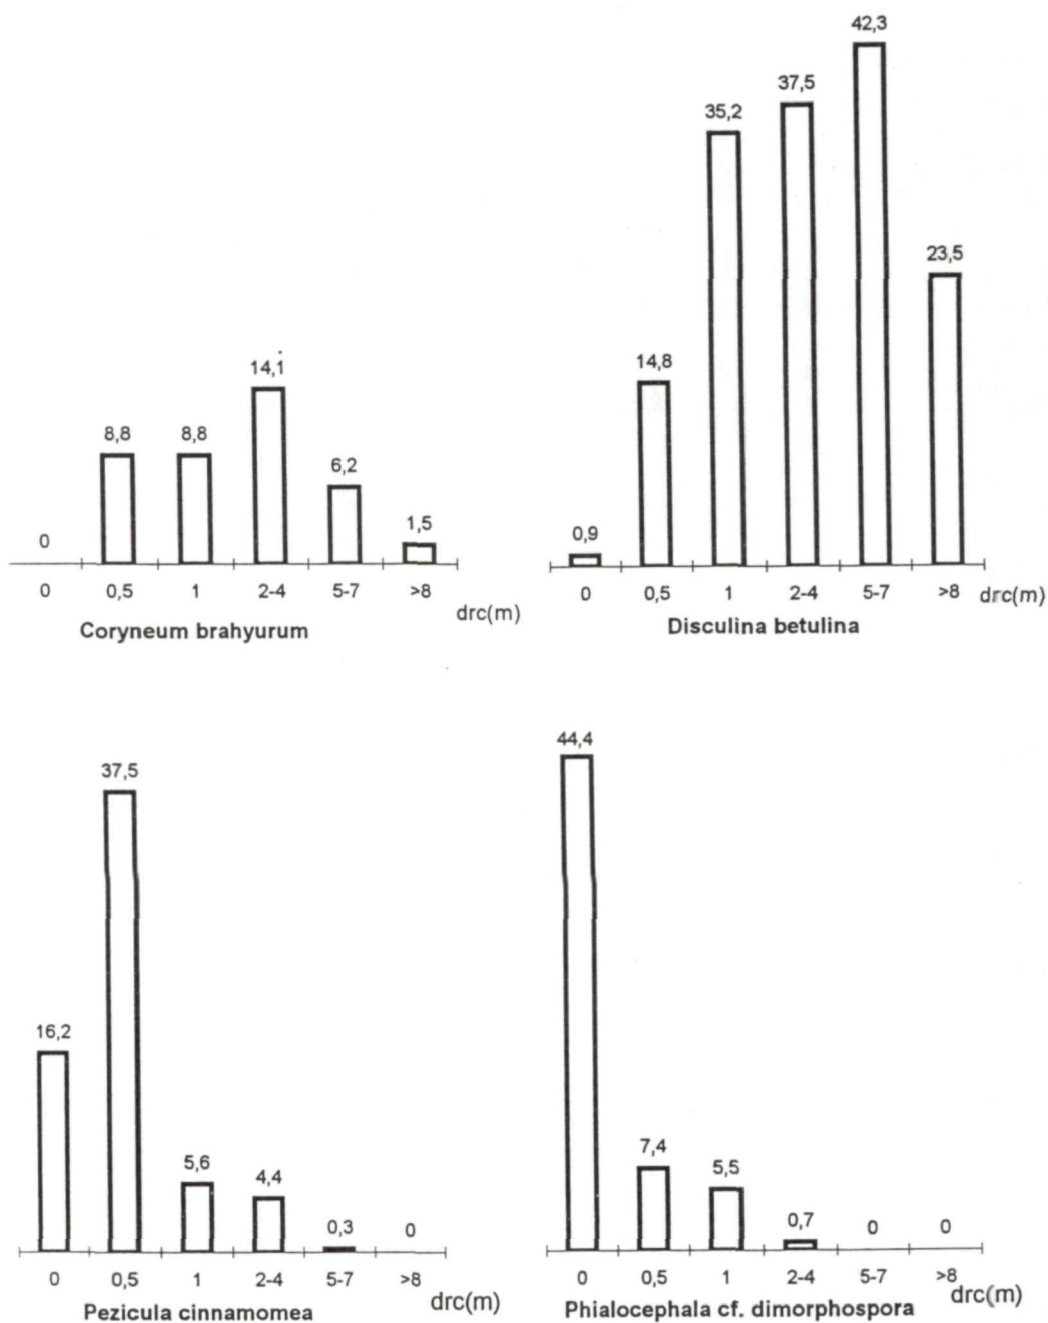 42,3
37,5
35,2
23,5
14,8
0,9
0 0,5 1 2-4 5-7 >8 drc(m)
Disculina betulina
14,1
8,8 8,8
6,2
1,5
0
0 0,5 1 2-4 5-7 >8 drc(m)
Coryneum brahyurum
37,5
16,2
5,6
4,4
0,3 0
0 0,5 1 2-4 5-7 >8 drc(m)
Pezicula cinnamomea
44,4
7,4
5,5
0,7 0 0
0 0,5 1 2-4 5-7 >8 drc(m)
Phialocephala cf. dimorphospora